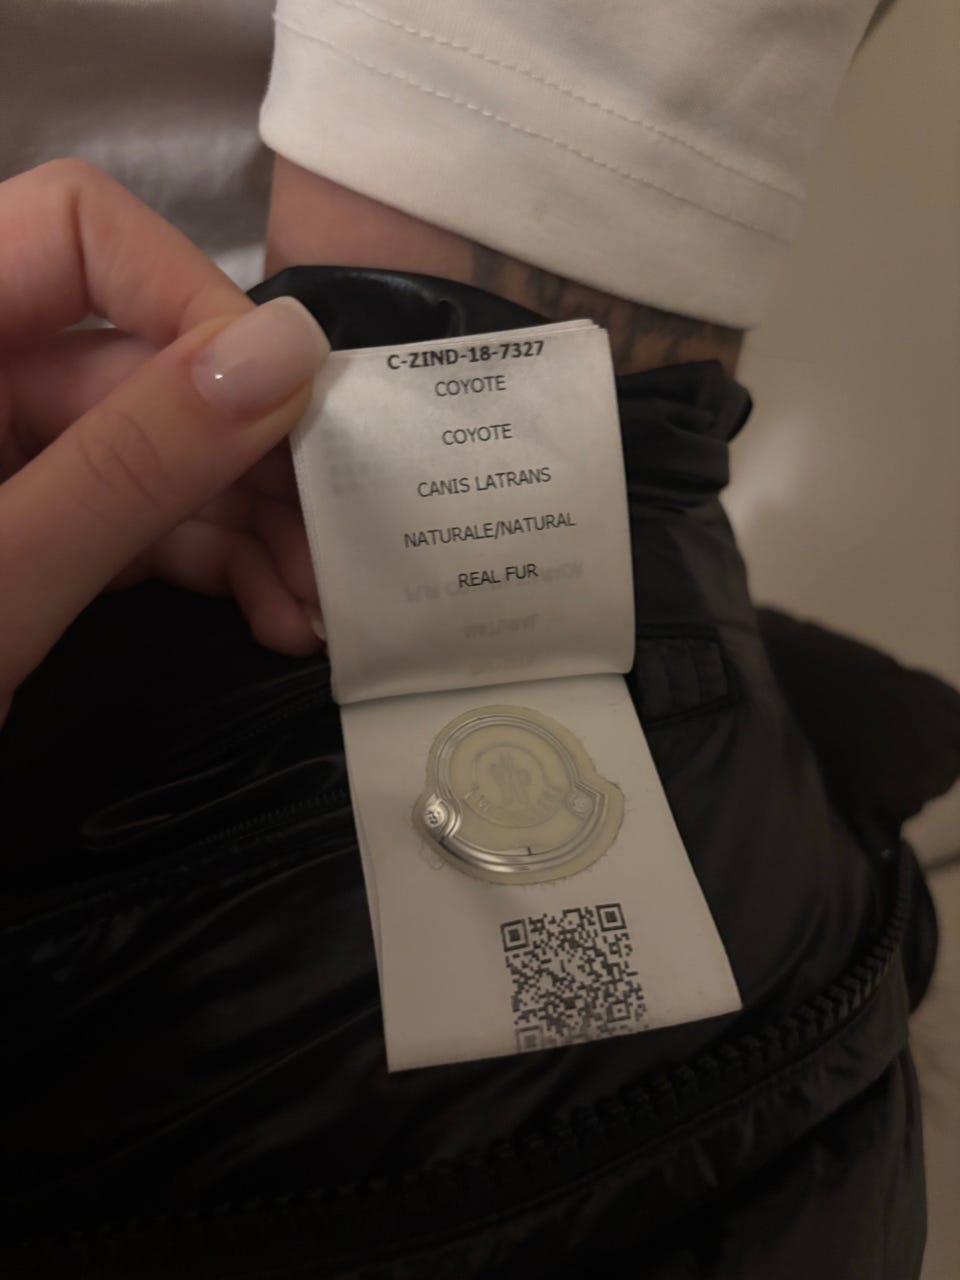 C-ZIND-18-7327
COYOTE
COYOTE
CANIS LATRANS
NATURALE/NATURAL
REAL FUR